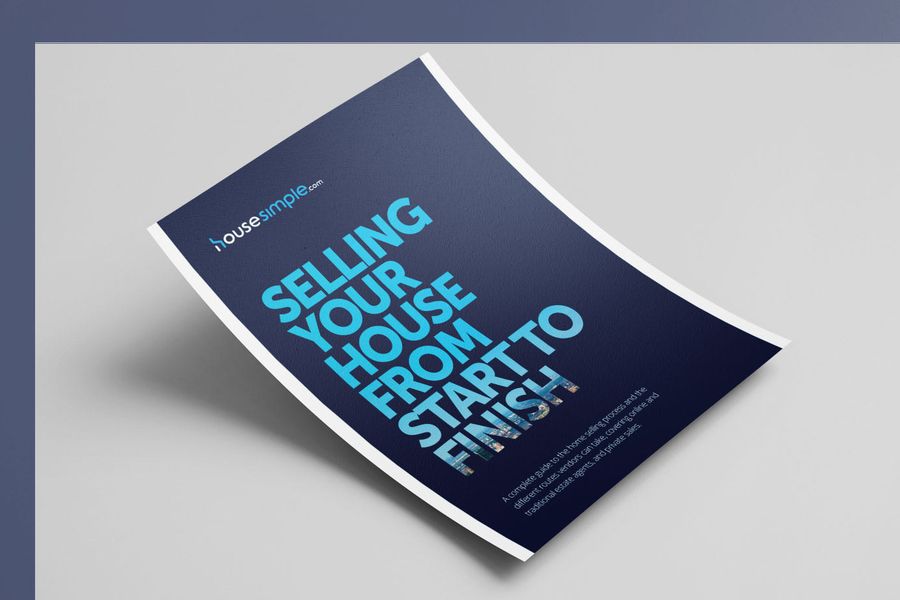 housesimple.com
SELLING
YOUR
HOUSE
FROM
START TO
FINISH
A complete guide to the home selling process and the
different routes vendors can take, covering online and
traditional estate agents, and private sales.